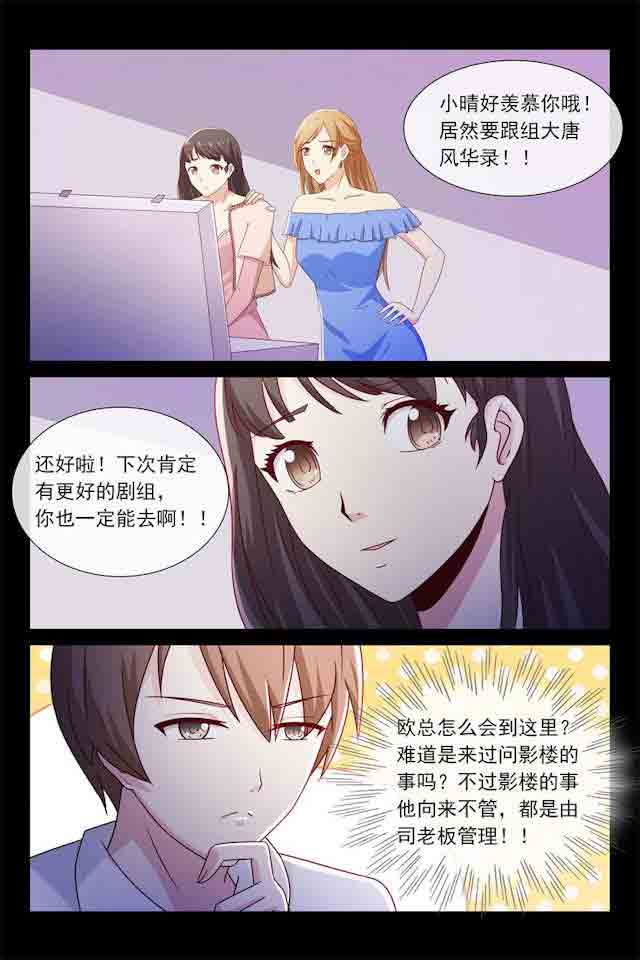 小晴好羡慕你哦！
居然要跟组大唐
风华录！！
还好啦！下次肯定
有更好的剧组，
你也一定能去啊！！
欧总怎么会到这里？
难道是来过问影楼的
事吗？不过影楼的事
他向来不管，都是由
司老板管理！！